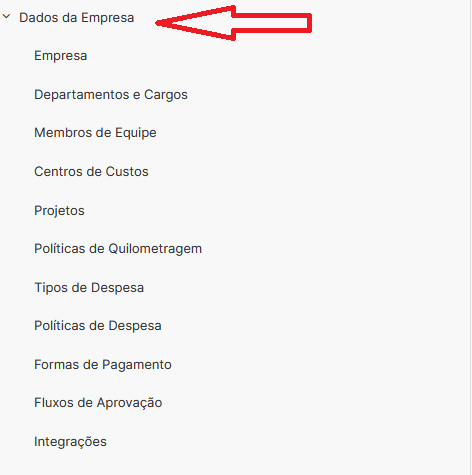 Dados da Empresa
Empresa
Departamentos e Cargos
Membros de Equipe
Centros de Custos
Projetos
Políticas de Quilometragem
Tipos de Despesa
Políticas de Despesa
Formas de Pagamento
Fluxos de Aprovação
Integrações